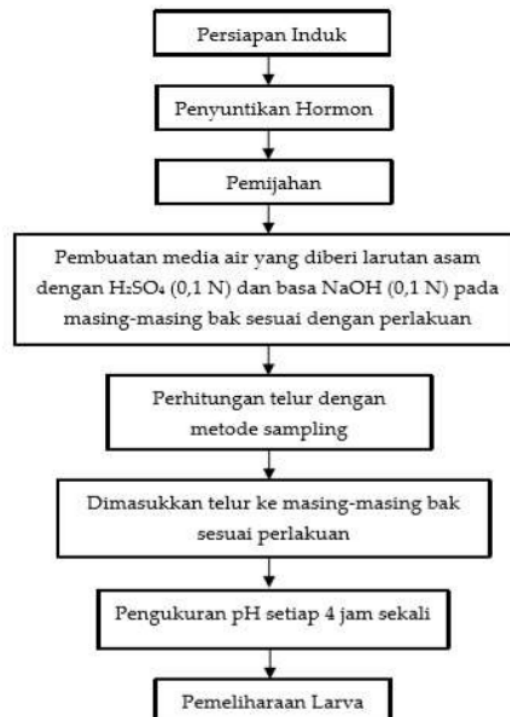 Persiapan Induk
Penyuntikan Hormon
Pemijahan
Pembuatan media air yang diberi larutan asam
dengan H₂SO₄ (0,1 N) dan basa NaOH (0,1 N) pada
masing-masing bak sesuai dengan perlakuan
Perhitungan telur dengan
metode sampling
Dimasukkan telur ke masing-masing bak
sesuai perlakuan
Pengukuran pH setiap 4 jam sekali
Pemeliharaan Larva